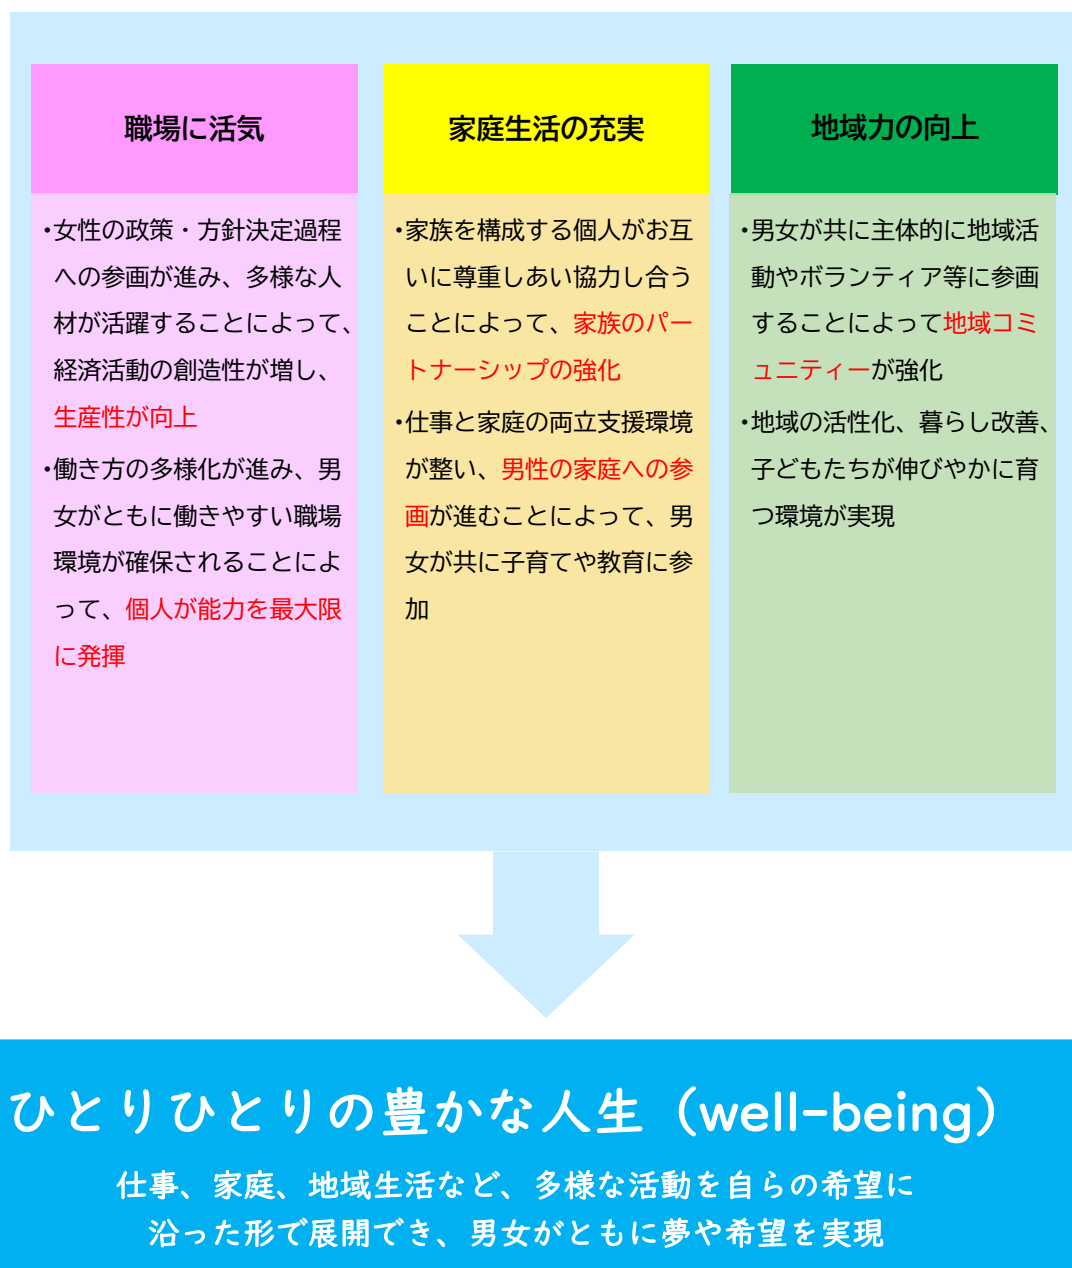 職場に活気
・女性の政策・方針決定過程
への参画が進み、多様な人
材が活躍することによって、
経済活動の創造性が増し、
生産性が向上
・働き方の多様化が進み、男
女がともに働きやすい職場
環境が確保されることによ
って、個人が能力を最大限
に発揮
家庭生活の充実
・家族を構成する個人がお互
いに尊重しあい協力し合う
ことによって、家族のパー
トナーシップの強化
・仕事と家庭の両立支援環境
が整い、男性の家庭への参
画が進むことによって、男
女が共に子育てや教育に参
加
地域力の向上
・男女が共に主体的に地域活
動やボランティア等に参画
することによって地域コミ
ュニティーが強化
・地域の活性化、暮らし改善、
子どもたちが伸びやかに育
つ環境が実現
ひとりひとりの豊かな人生（well-being）
仕事、家庭、地域生活など、多様な活動を自らの希望に
沿った形で展開でき、男女がともに夢や希望を実現